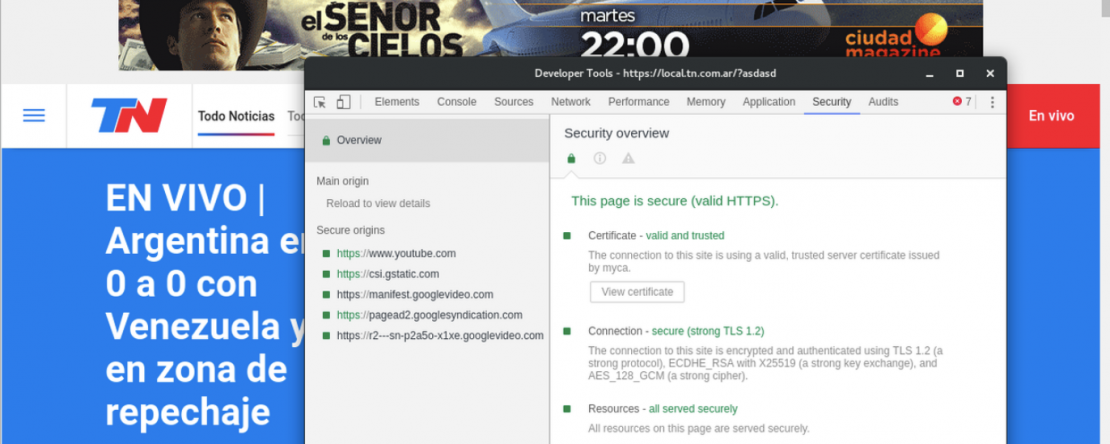 el SEÑOR
de los
CIELOS
martes
22:00
ciudad
magazine
Developer Tools - https://local.tn.com.ar/?asdasd
Elements Console Sources Network Performance Memory Application Security Audits 7
TN
Todo Noticias
En vivo
EN VIVO |
Argentina
0 a 0 con
Venezuela y
en zona de
repechaje
Overview
Main origin
Reload to view details
Secure origins
https://www.youtube.com
https://csi.gstatic.com
https://manifest.googlevideo.com
https://pagead2.googlesyndication.com
https://r2---sn-p2a5o-x1xe.googlevideo.com
Security overview
This page is secure (valid HTTPS).
Certificate - valid and trusted
The connection to this site is using a valid, trusted server certificate issued
by myca.
View certificate
Connection - secure (strong TLS 1.2)
The connection to this site is encrypted and authenticated using TLS 1.2 (a
strong protocol), ECDHE_RSA with X25519 (a strong key exchange), and
AES_128_GCM (a strong cipher).
Resources - all served securely
All resources on this page are served securely.